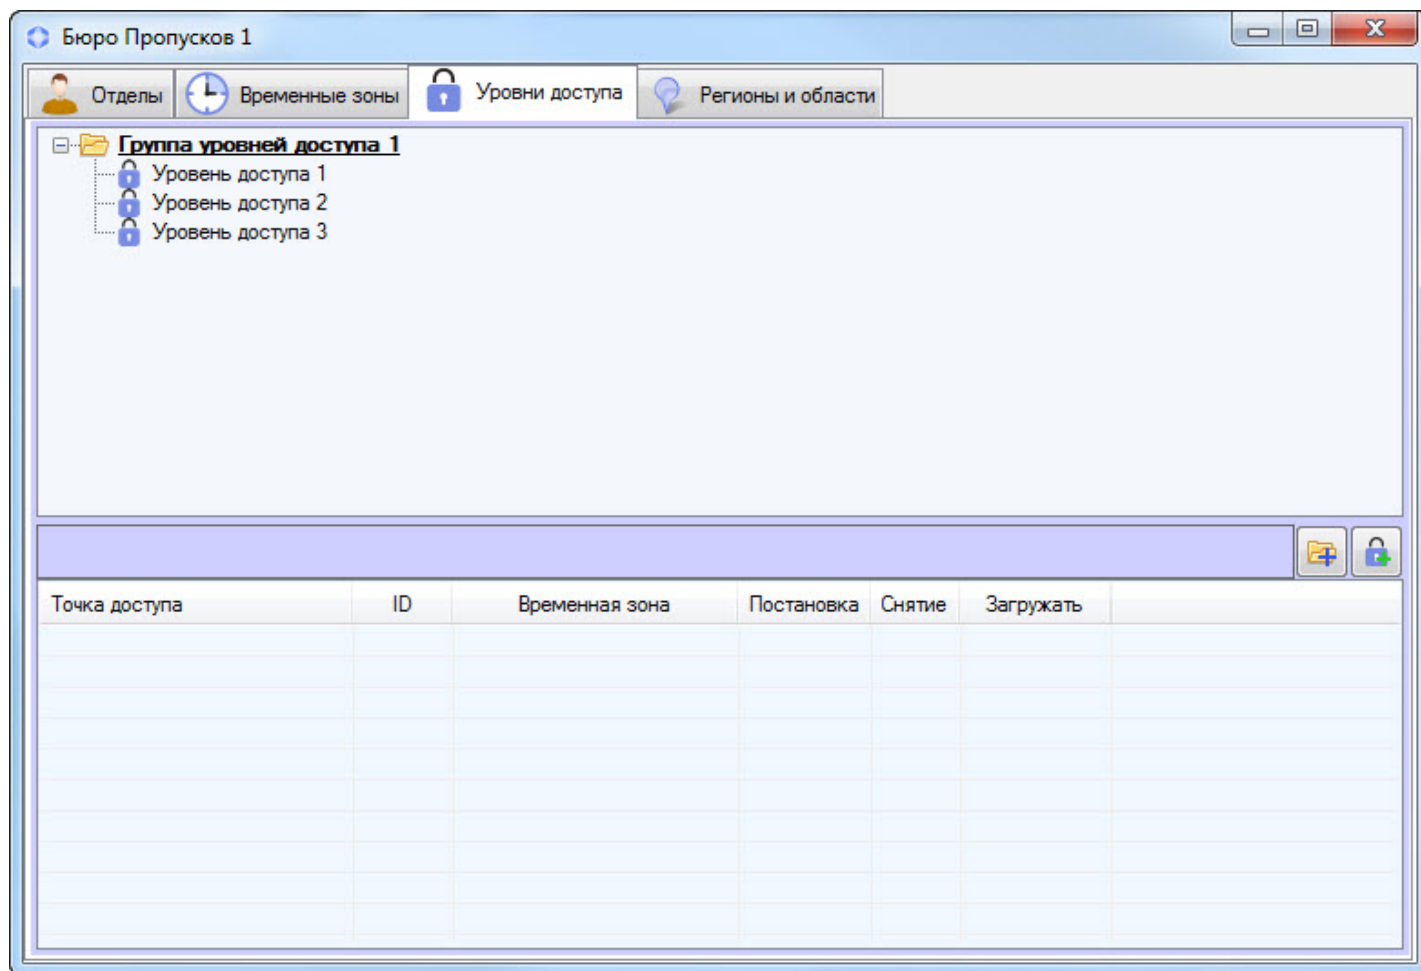 Бюро Пропусков 1
Отделы Временные зоны Уровни доступа Регионы и области
Группа уровней доступа 1
Уровень доступа 1
Уровень доступа 2
Уровень доступа 3
Точка доступа ID Временная зона Постановка Снятие Загружать